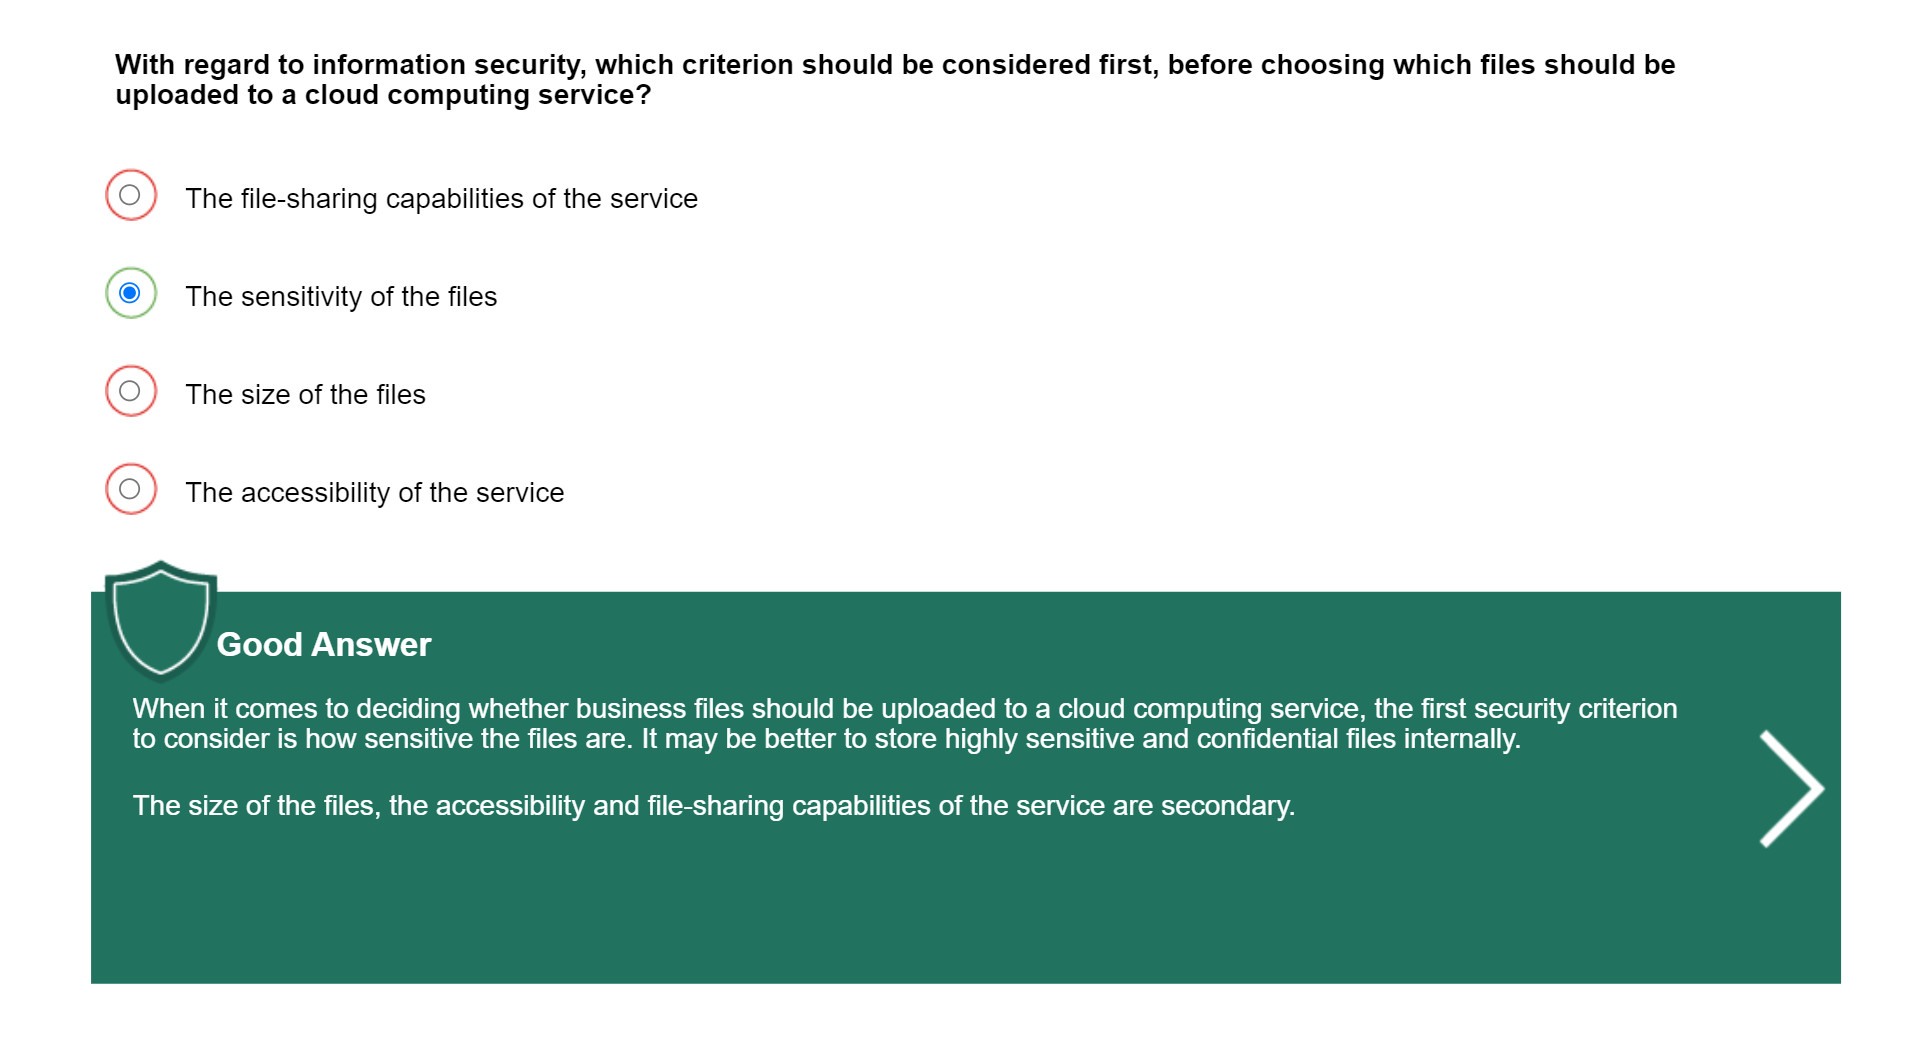 With regard to information security, which criterion should be considered first, before choosing which files should be
uploaded to a cloud computing service?
The file-sharing capabilities of the service
The sensitivity of the files
The size of the files
The accessibility of the service
Good Answer
When it comes to deciding whether business files should be uploaded to a cloud computing service, the first security criterion
to consider is how sensitive the files are. It may be better to store highly sensitive and confidential files internally.
The size of the files, the accessibility and file-sharing capabilities of the service are secondary.